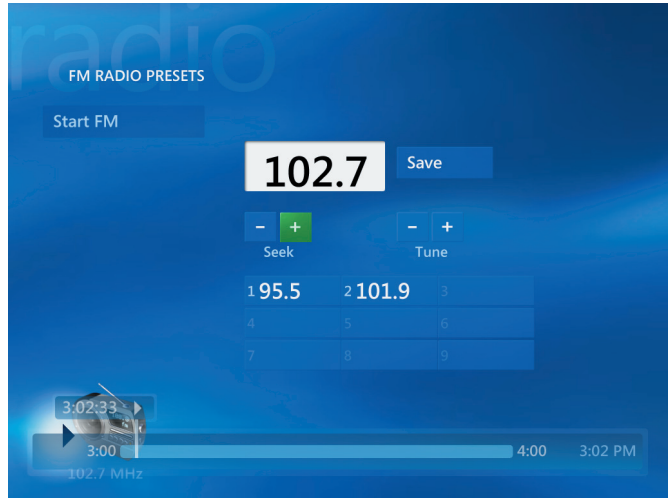 radio
FM RADIO PRESETS
Start FM
102.7
Save
- + - +
Seek Tune
1 95.5 2 101.9 3
4 5 6
7 8 9
3:02:33
3:00 4:00 3:02 PM
102.7 MHz